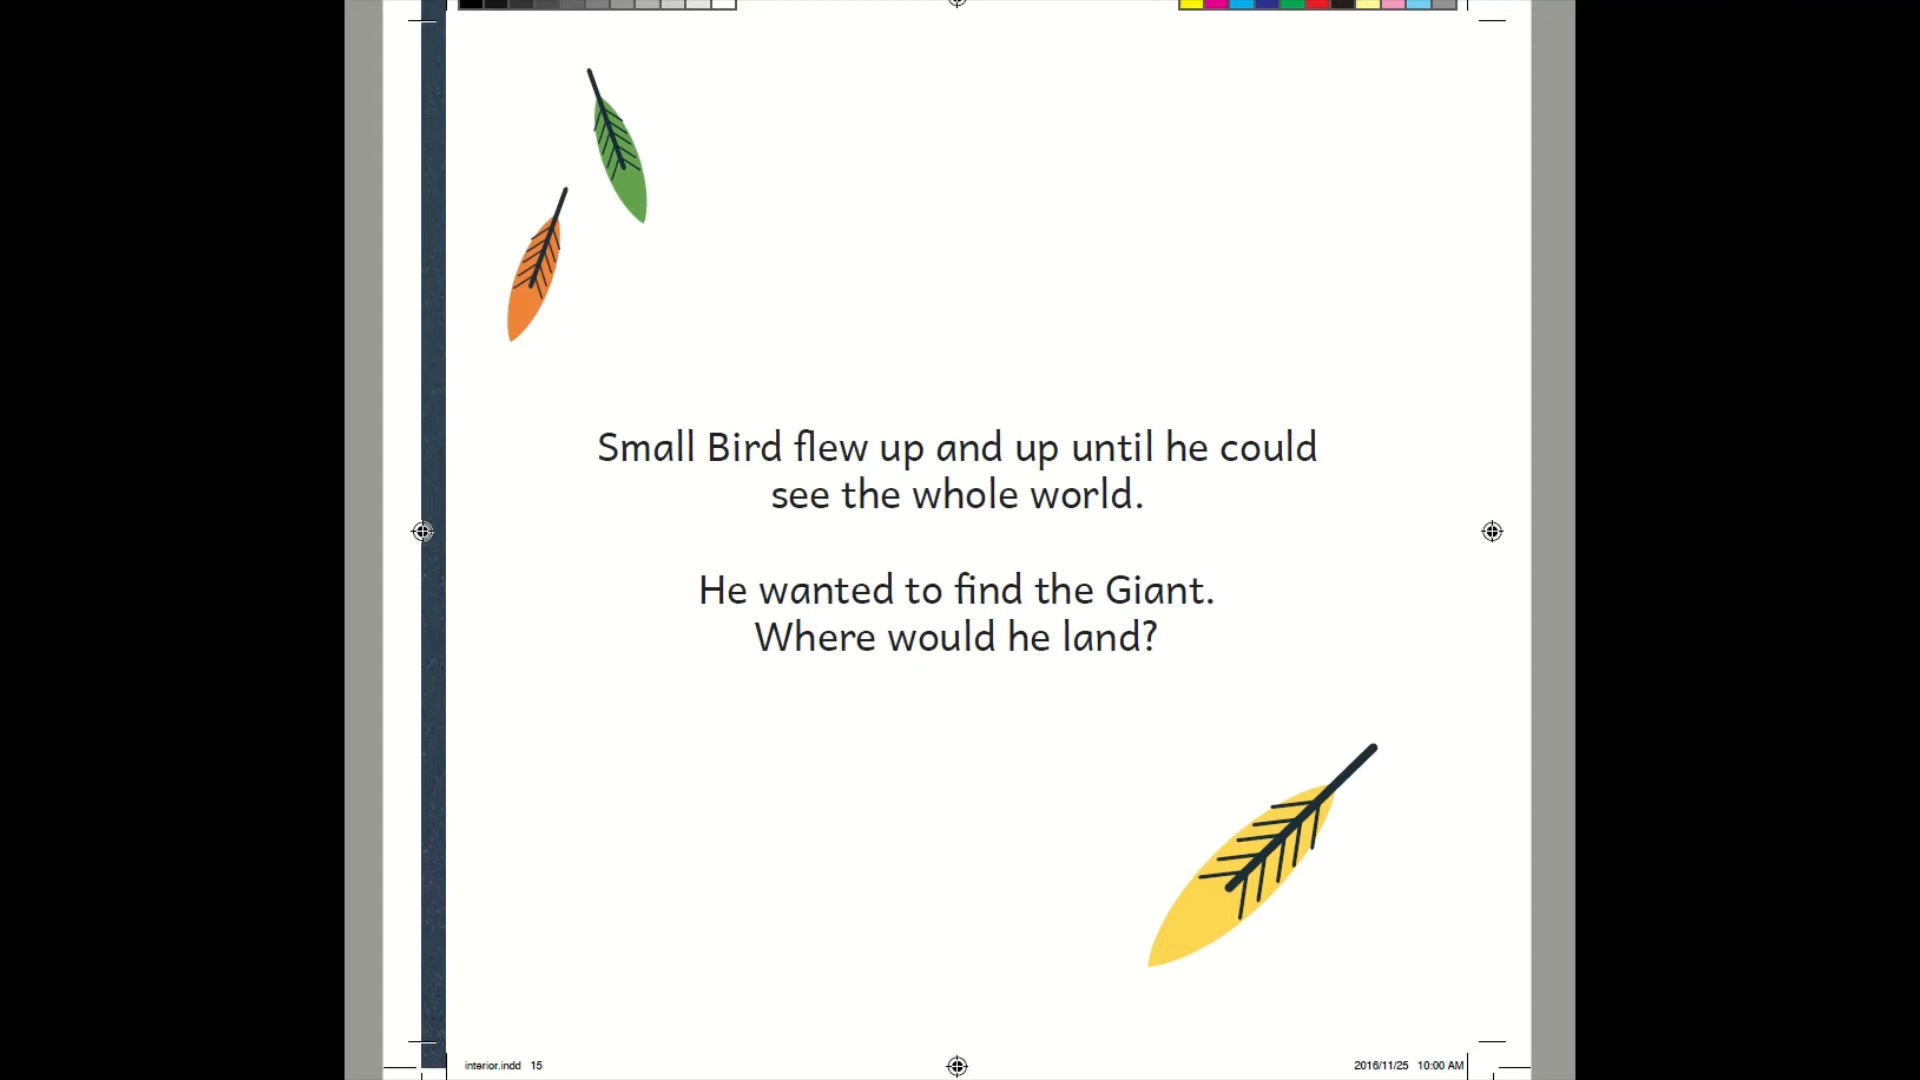 Small Bird flew up and up until he could
see the whole world.
He wanted to find the Giant.
Where would he land?
interior.indd 15
2016/11/25 10:00 AM